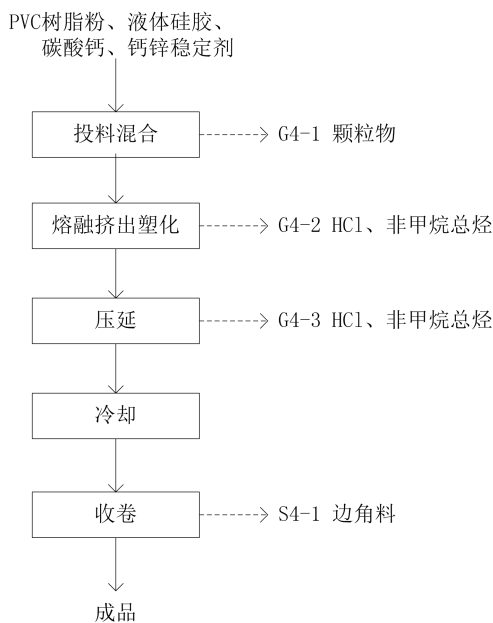 PVC树脂粉、液体硅胶、
碳酸钙、钙锌稳定剂
投料混合
G4-1 颗粒物
熔融挤出塑化
G4-2 HCl、非甲烷总烃
压延
G4-3 HCl、非甲烷总烃
冷却
收卷
S4-1 边角料
成品